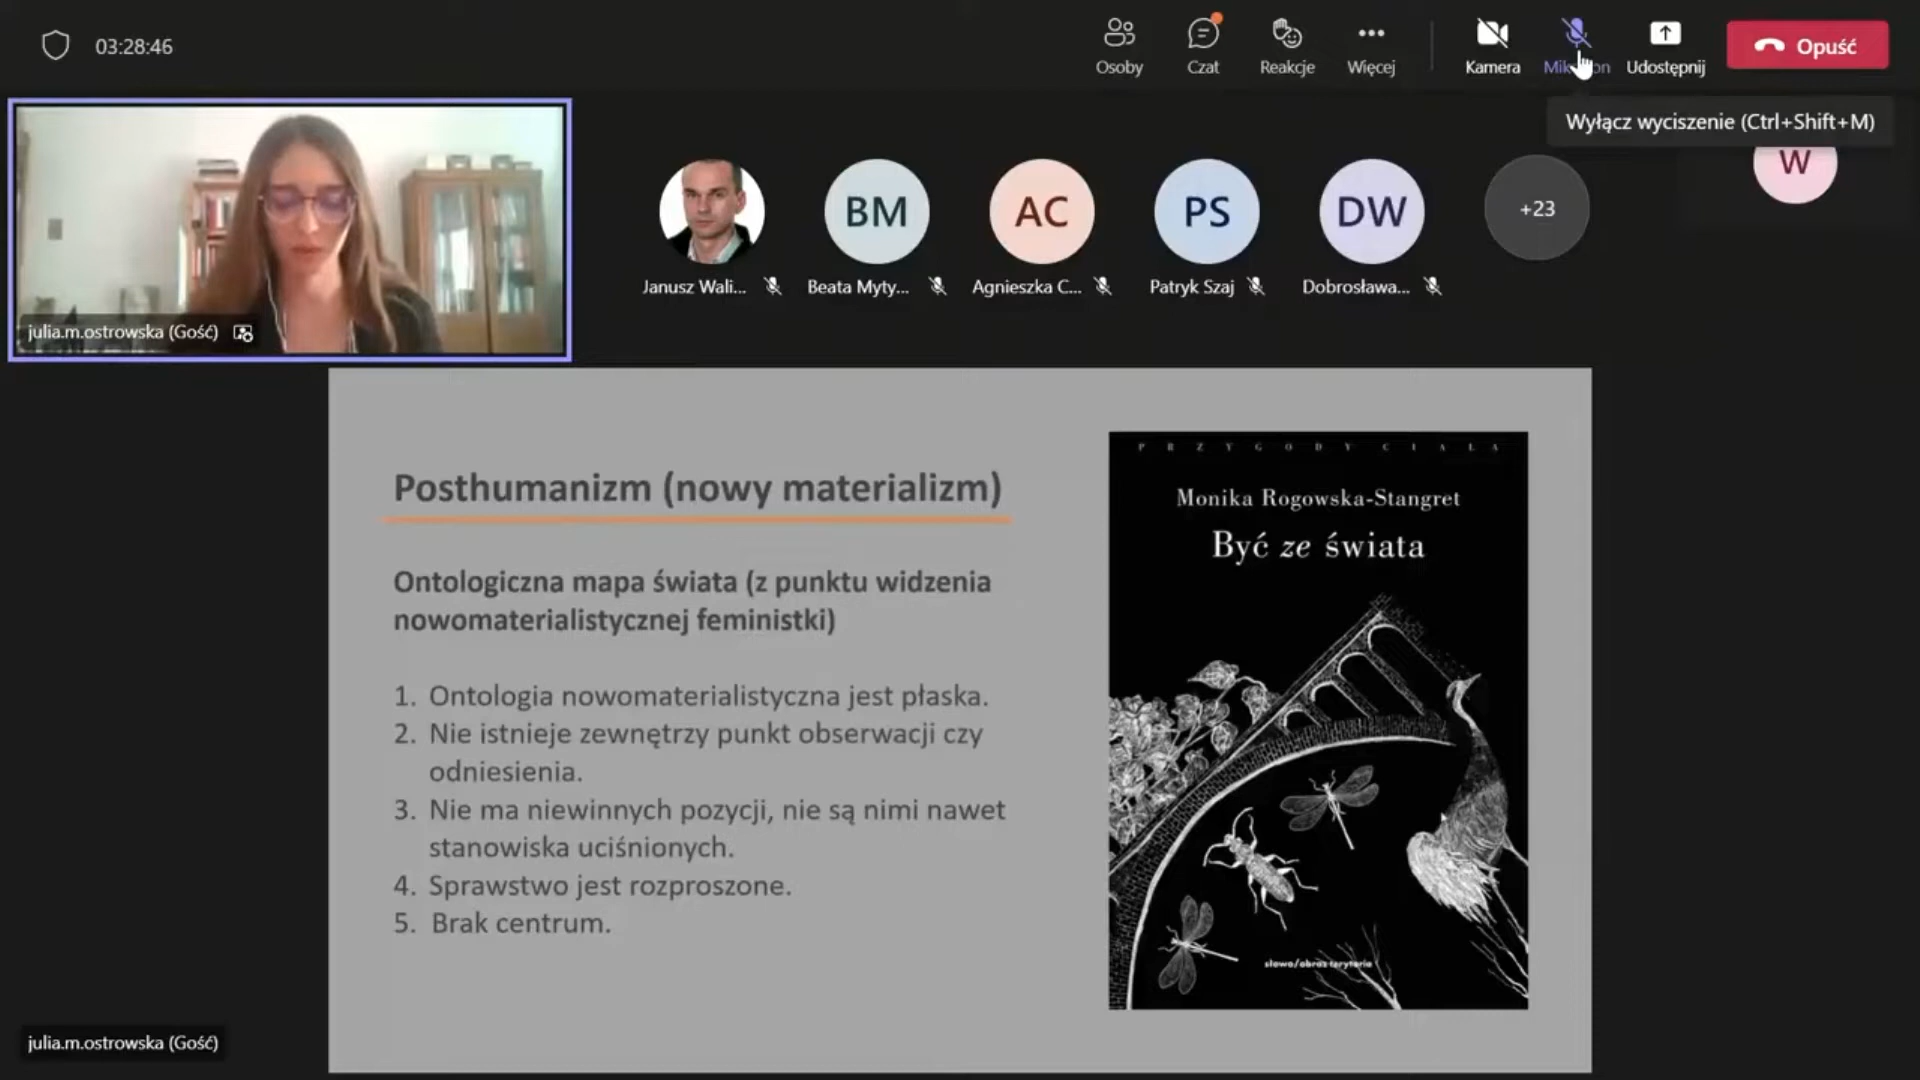 03:28:46
Osoby
Czat
Reakcje
Więcej
Kamera
Udostępnij
Opuść
Wyłącz wyciszenie (Ctrl+Shift+M)
BM
AC
PS
DW
+23
W
Janusz Wali...
Beata Myty...
Agnieszka C...
Patryk Szaj
Dobrosława...
julia.m.ostrowska (Gość)
Posthumanizm (nowy materializm)
Ontologiczna mapa świata (z punktu widzenia
nowomaterialistycznej feministki)
1. Ontologia nowomaterialistyczna jest płaska.
2. Nie istnieje zewnętrzy punkt obserwacji czy
odniesienia.
3. Nie ma niewinnych pozycji, nie są nimi nawet
stanowiska uciśnionych.
4. Sprawstwo jest rozproszone.
5. Brak centrum.
PRZYGODY CIAŁA
Monika Rogowska-Stangret
Być ze świata
słowo/obraz terytoria
julia.m.ostrowska (Gość)